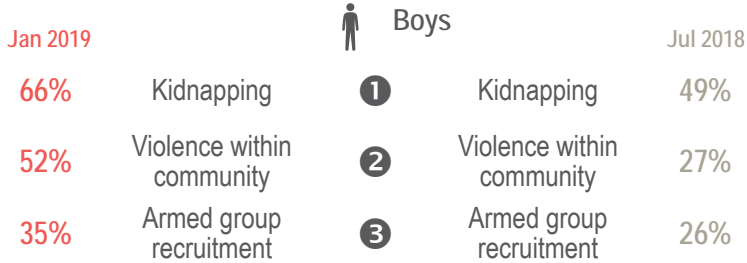 Boys
Jan 2019
Jul 2018
66% Kidnapping 1 Kidnapping 49%
52% Violence within community 2 Violence within community 27%
35% Armed group recruitment 3 Armed group recruitment 26%